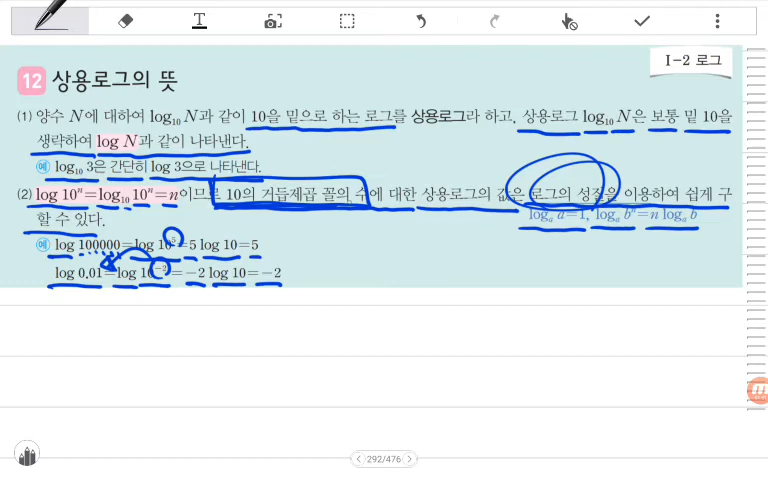 T
I-2 로그
12 상용로그의 뜻
(1) 양수 N에 대하여 log₁₀ N과 같이 10을 밑으로 하는 로그를 상용로그라 하고, 상용로그 log₁₀ N은 보통 밑 10을
생략하여 log N과 같이 나타낸다.
예 log₁₀ 3은 간단히 log 3으로 나타낸다.
(2) log 10ⁿ=log₁₀ 10ⁿ=n이므로 10의 거듭제곱 꼴의 수에 대한 상용로그의 값은 로그의 성질을 이용하여 쉽게 구
할 수 있다.
logₐ a=1, logₐ bⁿ=n logₐ b
예 log 100000=log 10⁵=5 log 10=5
log 0.01=log 10⁻²=-2 log 10=-2
292/476